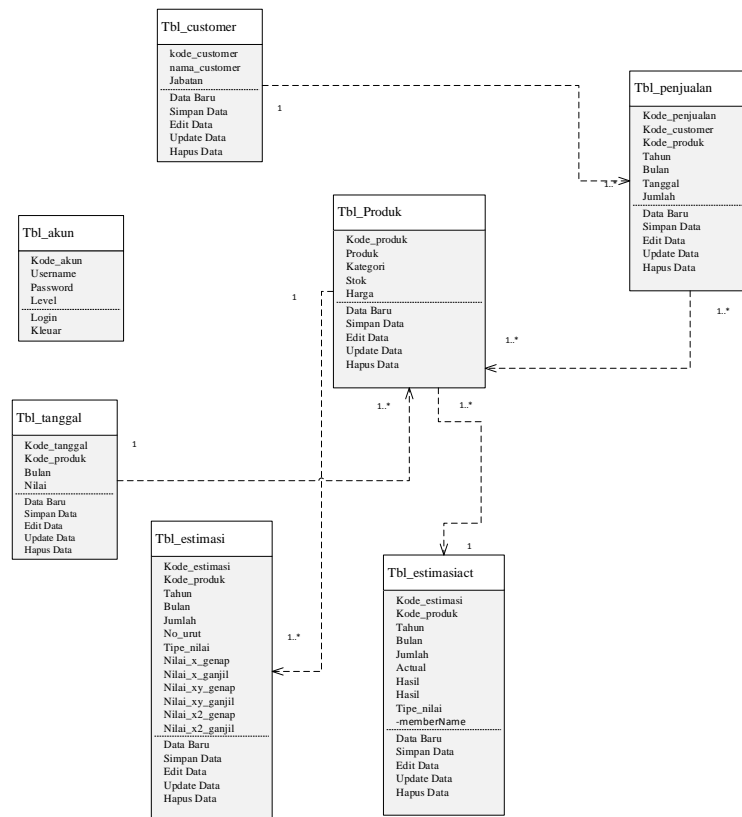 Tbl_customer
kode_customer
nama_customer
Jabatan
Data Baru
Simpan Data
Edit Data
Update Data
Hapus Data
1
1..*
Tbl_penjualan
Kode_penjualan
Kode_customer
Kode_produk
Tahun
Bulan
Tanggal
Jumlah
Data Baru
Simpan Data
Edit Data
Update Data
Hapus Data
1..*
Tbl_Produk
Kode_produk
Produk
Kategori
Stok
Harga
Data Baru
Simpan Data
Edit Data
Update Data
Hapus Data
1
1..*
1..*
1..*
Tbl_akun
Kode_akun
Username
Password
Level
Login
Kleuar
Tbl_tanggal
Kode_tanggal
Kode_produk
Bulan
Nilai
Data Baru
Simpan Data
Edit Data
Update Data
Hapus Data
1
Tbl_estimasi
Kode_estimasi
Kode_produk
Tahun
Bulan
Jumlah
No_urut
Tipe_nilai
Nilai_x_genap
Nilai_x_ganjil
Nilai_xy_genap
Nilai_xy_ganjil
Nilai_x2_genap
Nilai_x2_ganjil
Data Baru
Simpan Data
Edit Data
Update Data
Hapus Data
1..*
1
Tbl_estimasiact
Kode_estimasi
Kode_produk
Tahun
Bulan
Jumlah
Actual
Hasil
Hasil
Tipe_nilai
-memberName
Data Baru
Simpan Data
Edit Data
Update Data
Hapus Data